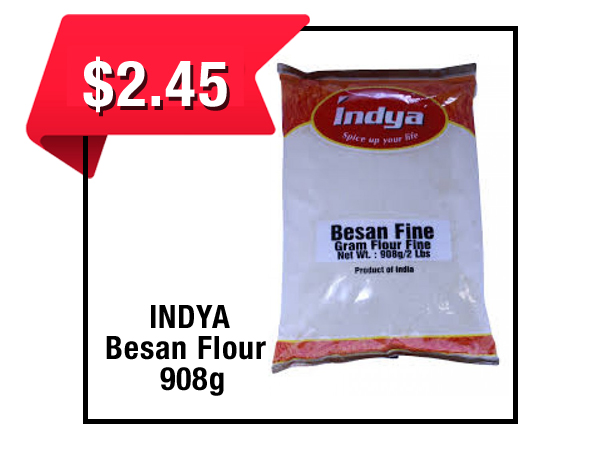 $2.45
indya
Spice up your life
Besan Fine
Gram Flour Fine
Net Wt. : 908g/2 Lbs
Product of India
INDYA
Besan Flour
908g